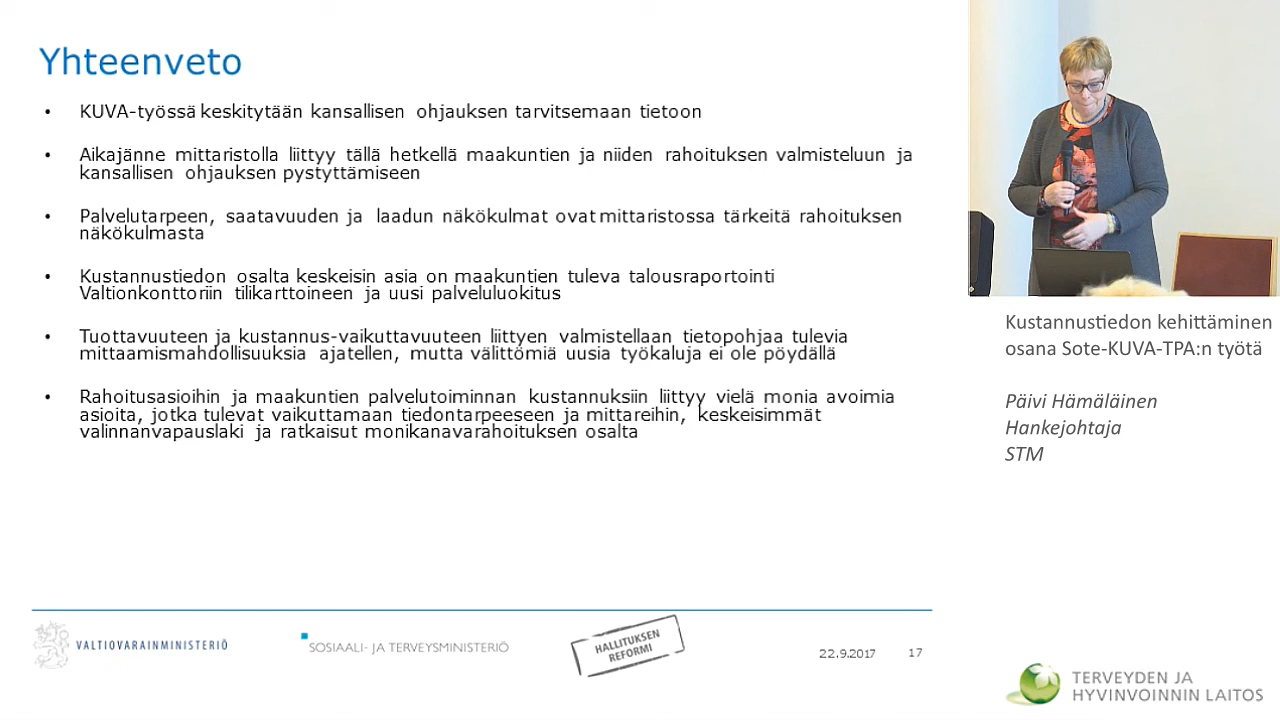 Yhteenveto
• KUVA-työssä keskitytään kansallisen ohjauksen tarvitsemaan tietoon
• Aikajänne mittaristolla liittyy tällä hetkellä maakuntien ja niiden rahoituksen valmisteluun ja
kansallisen ohjauksen pystyttämiseen
• Palvelutarpeen, saatavuuden ja laadun näkökulmat ovat mittaristossa tärkeitä rahoituksen
näkökulmasta
• Kustannustiedon osalta keskeisin asia on maakuntien tuleva talousraportointi
Valtionkonttoriin tilikarttoineen ja uusi palveluluokitus
• Tuottavuuteen ja kustannus-vaikuttavuuteen liittyen valmistellaan tietopohjaa tulevia
mittaamismahdollisuuksia ajatellen, mutta välittömiä uusia työkaluja ei ole pöydällä
• Rahoitusasioihin ja maakuntien palvelutoiminnan kustannuksiin liittyy vielä monia avoimia
asioita, jotka tulevat vaikuttamaan tiedontarpeeseen ja mittareihin, keskeisimmät
valinnanvapauslaki ja ratkaisut monikanavarahoituksen osalta
VALTIOVARAINMINISTERIÖ
SOSIAALI- JA TERVEYSMINISTERIÖ
HALLITUKSEN
REFORMI
22.9.2017
17
Kustannustiedon kehittäminen
osana Sote-KUVA-TPA:n työtä
Päivi Hämäläinen
Hankejohtaja
STM
TERVEYDEN JA
HYVINVOINNIN LAITOS